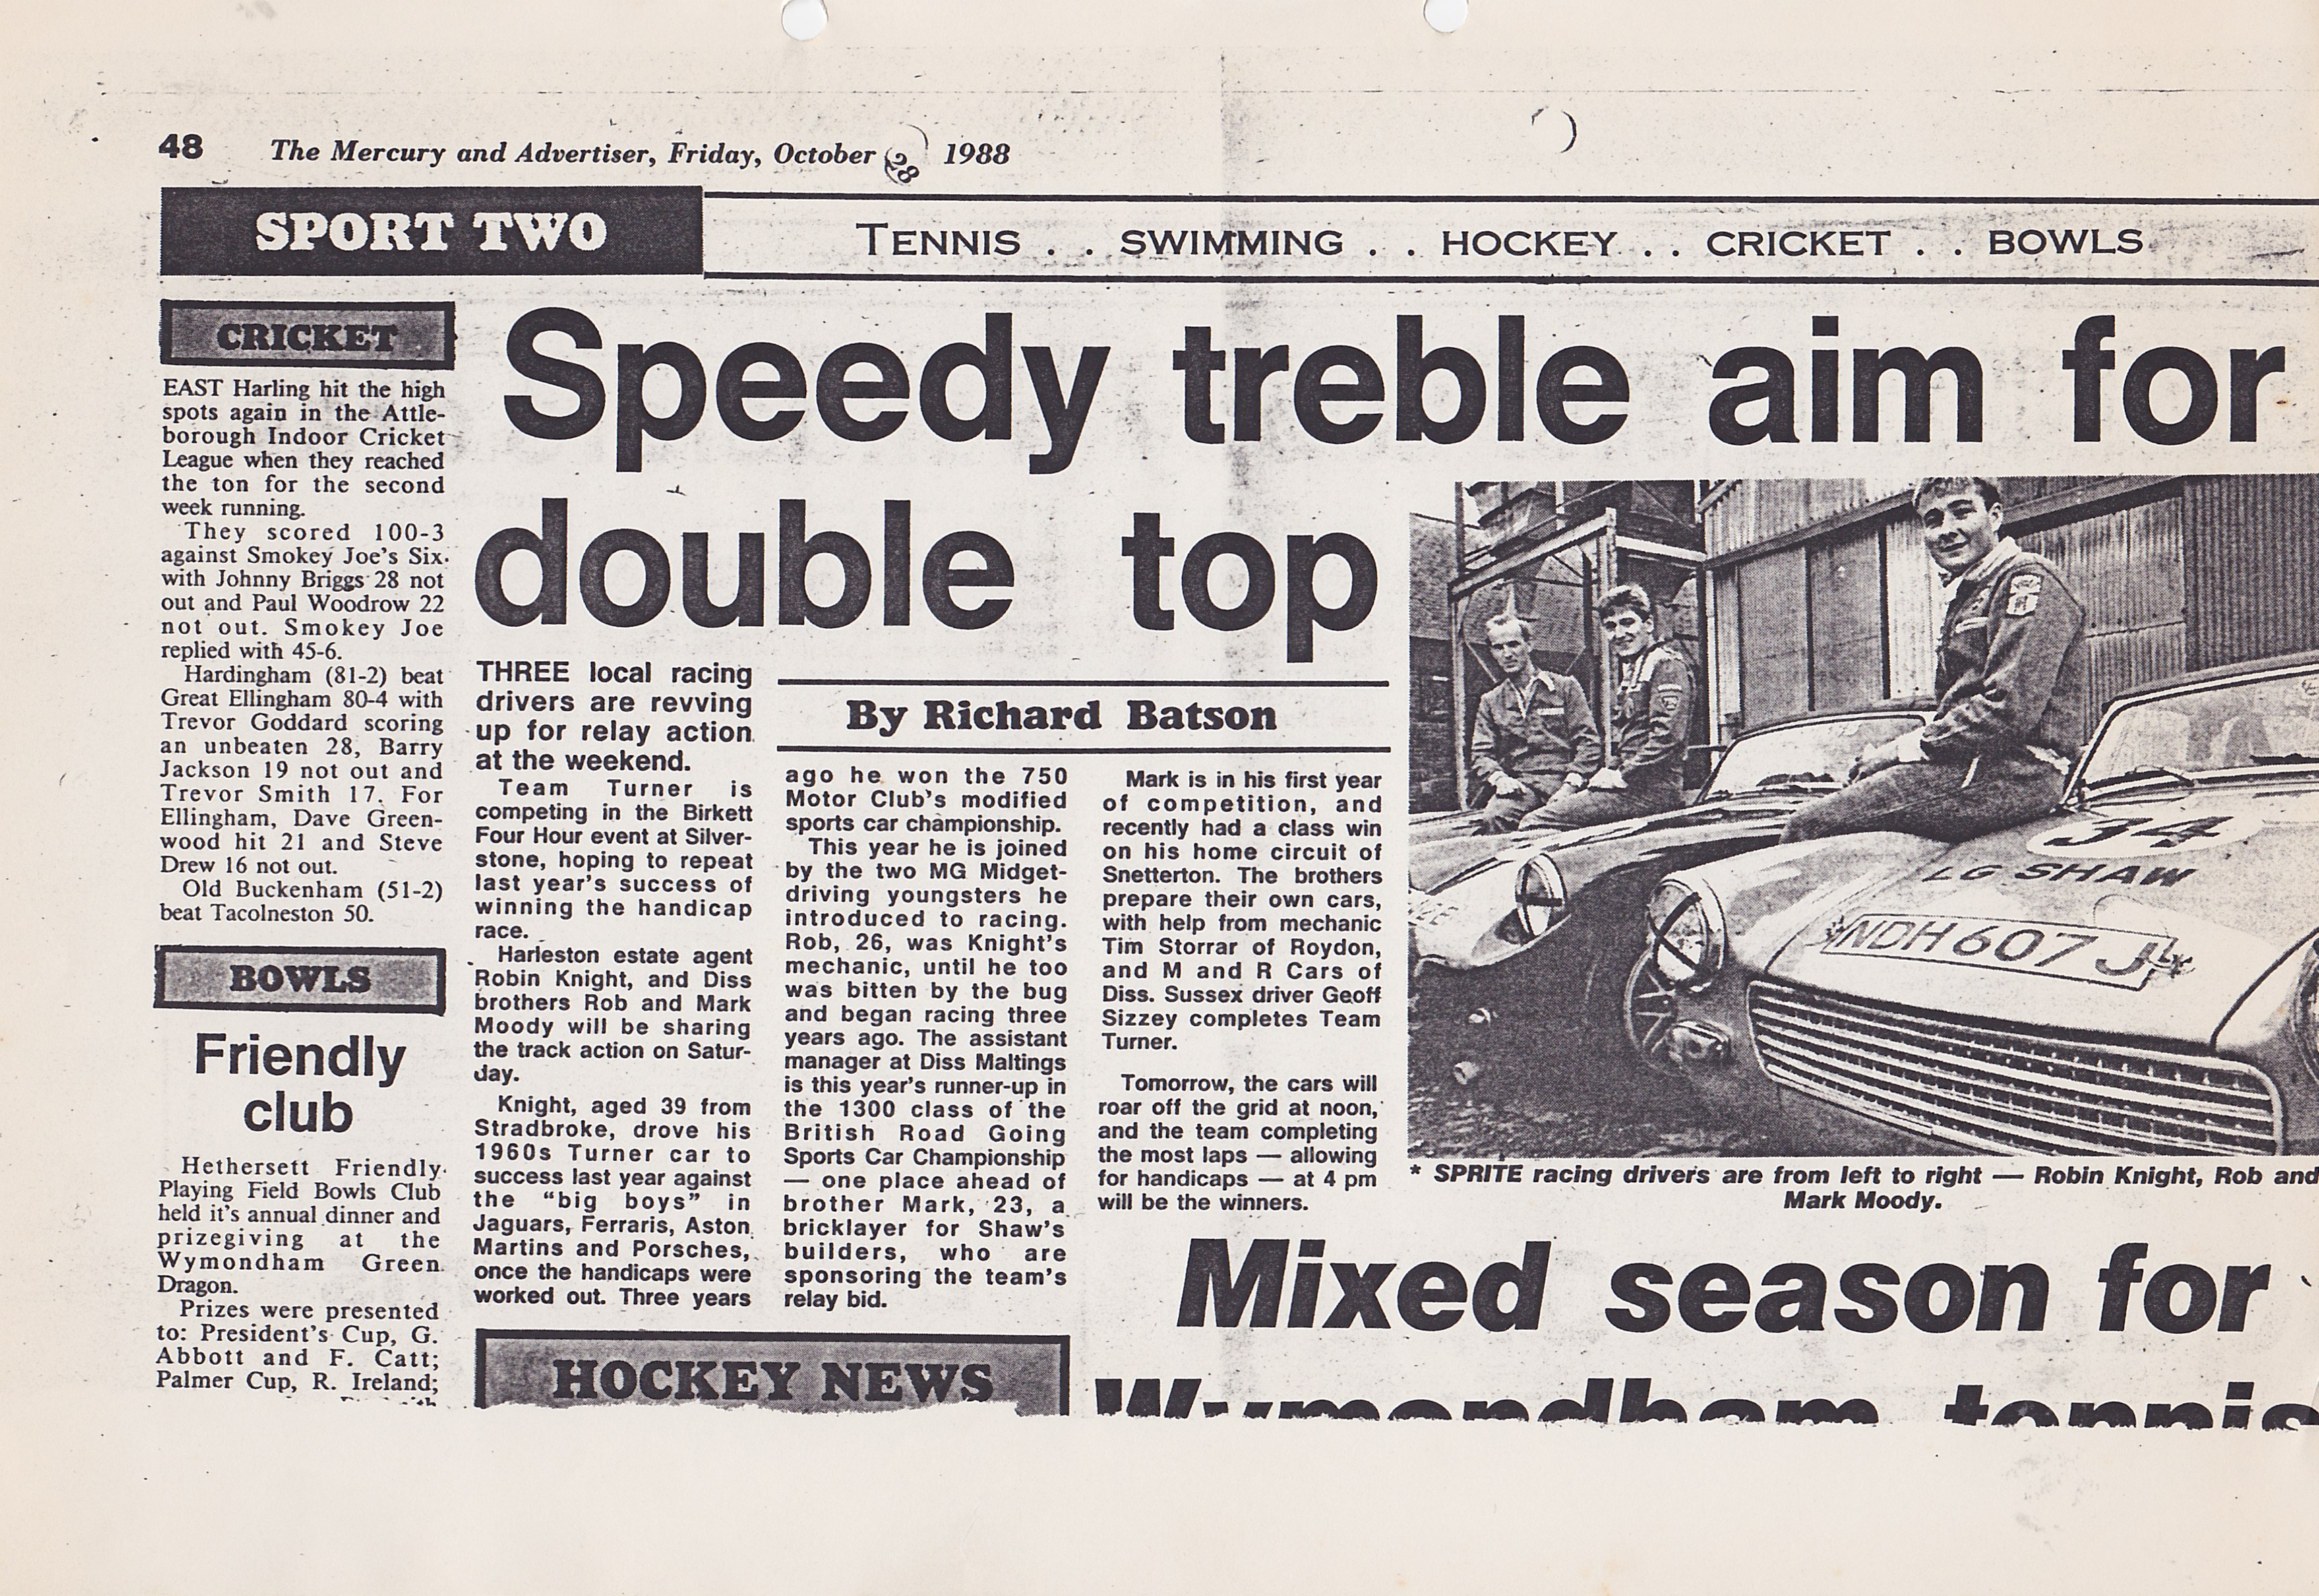 48 The Mercury and Advertiser, Friday, October 28 1988
SPORT TWO
TENNIS . . SWIMMING . . HOCKEY . . CRICKET . . BOWLS
CRICKET
EAST Harling hit the high
spots again in the Attle-
borough Indoor Cricket
League when they reached
the ton for the second
week running.
They scored 100-3
against Smokey Joe's Six
with Johnny Briggs 28 not
out and Paul Woodrow 22
not out. Smokey Joe
replied with 45-6.
Hardingham (81-2) beat
Great Ellingham 80-4 with
Trevor Goddard scoring
an unbeaten 28, Barry
Jackson 19 not out and
Trevor Smith 17. For
Ellingham, Dave Green-
wood hit 21 and Steve
Drew 16 not out.
Old Buckenham (51-2)
beat Tacolneston 50.
BOWLS
Friendly
club
Hethersett Friendly
Playing Field Bowls Club
held it's annual dinner and
prizegiving at the
Wymondham Green
Dragon.
Prizes were presented
to: President's Cup, G.
Abbott and F. Catt;
Palmer Cup, R. Ireland;
Speedy treble aim for
double top
By Richard Batson
THREE local racing
drivers are revving
up for relay action
at the weekend.
Team Turner is
competing in the Birkett
Four Hour event at Silver-
stone, hoping to repeat
last year's success of
winning the handicap
race.
Harleston estate agent
Robin Knight, and Diss
brothers Rob and Mark
Moody will be sharing
the track action on Satur-
day.
Knight, aged 39 from
Stradbroke, drove his
1960s Turner car to
success last year against
the "big boys" in
Jaguars, Ferraris, Aston
Martins and Porsches,
once the handicaps were
worked out. Three years
ago he won the 750
Motor Club's modified
sports car championship.
This year he is joined
by the two MG Midget-
driving youngsters he
introduced to racing.
Rob, 26, was Knight's
mechanic, until he too
was bitten by the bug
and began racing three
years ago. The assistant
manager at Diss Maltings
is this year's runner-up in
the 1300 class of the
British Road Going
Sports Car Championship
— one place ahead of
brother Mark, 23, a
bricklayer for Shaw's
builders, who are
sponsoring the team's
relay bid.
Mark is in his first year
of competition, and
recently had a class win
on his home circuit of
Snetterton. The brothers
prepare their own cars,
with help from mechanic
Tim Storrar of Roydon,
and M and R Cars of
Diss. Sussex driver Geoff
Sizzey completes Team
Turner.
Tomorrow, the cars will
roar off the grid at noon,
and the team completing
the most laps — allowing
for handicaps — at 4 pm
will be the winners.
34
LG SHAW
NDH 607 J
* SPRITE racing drivers are from left to right — Robin Knight, Rob and
Mark Moody.
HOCKEY NEWS
Mixed season for
Wymondham tennis